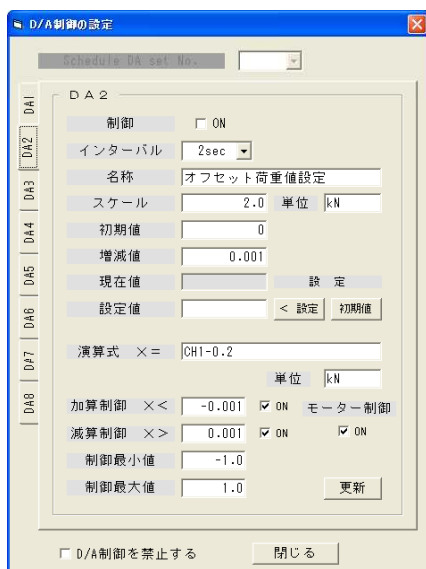 D/A制御の設定
Schedule DA set No.
DA1
DA2
DA3
DA4
DA5
DA6
DA7
DA8
DA2
制御 ON
インターバル 2sec
名称 オフセット荷重値設定
スケール 2.0 単位 kN
初期値 0
増減値 0.001
現在値 設 定
設定値 < 設定 初期値
演算式 X= CH1-0.2
単位 kN
加算制御 X< -0.001 ON モーター制御
減算制御 X> 0.001 ON ON
制御最小値 -1.0
制御最大値 1.0 更新
D/A制御を禁止する 閉じる